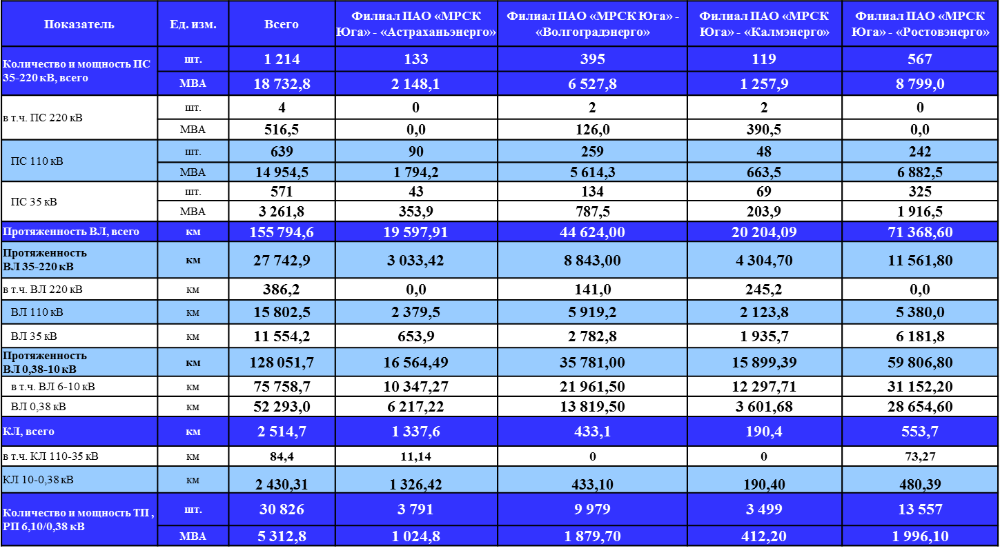 Показатель Ед. изм. Всего Филиал ПАО «МРСК Юга» - «Астраханьэнерго» Филиал ПАО «МРСК Юга» - «Волгоградэнерго» Филиал ПАО «МРСК Юга» - «Калмэнерго» Филиал ПАО «МРСК Юга» - «Ростовэнерго»
Количество и мощность ПС 35-220 кВ, всего шт. 1 214 133 395 119 567
МВА 18 732,8 2 148,1 6 527,8 1 257,9 8 799,0
в т.ч. ПС 220 кВ шт. 4 0 2 2 0
МВА 516,5 0,0 126,0 390,5 0,0
ПС 110 кВ шт. 639 90 259 48 242
МВА 14 954,5 1 794,2 5 614,3 663,5 6 882,5
ПС 35 кВ шт. 571 43 134 69 325
МВА 3 261,8 353,9 787,5 203,9 1 916,5
Протяженность ВЛ, всего км 155 794,6 19 597,91 44 624,00 20 204,09 71 368,60
Протяженность ВЛ 35-220 кВ км 27 742,9 3 033,42 8 843,00 4 304,70 11 561,80
в т.ч. ВЛ 220 кВ км 386,2 0,0 141,0 245,2 0,0
ВЛ 110 кВ км 15 802,5 2 379,5 5 919,2 2 123,8 5 380,0
ВЛ 35 кВ км 11 554,2 653,9 2 782,8 1 935,7 6 181,8
Протяженность ВЛ 0,38-10 кВ км 128 051,7 16 564,49 35 781,00 15 899,39 59 806,80
в т.ч. ВЛ 6-10 кВ км 75 758,7 10 347,27 21 961,50 12 297,71 31 152,20
ВЛ 0,38 кВ км 52 293,0 6 217,22 13 819,50 3 601,68 28 654,60
КЛ, всего км 2 514,7 1 337,6 433,1 190,4 553,7
в т.ч. КЛ 110-35 кВ км 84,4 11,14 0 0 73,27
КЛ 10-0,38 кВ км 2 430,31 1 326,42 433,10 190,40 480,39
Количество и мощность ТП , РП 6,10/0,38 кВ шт. 30 826 3 791 9 979 3 499 13 557
МВА 5 312,8 1 024,8 1 879,70 412,20 1 996,10